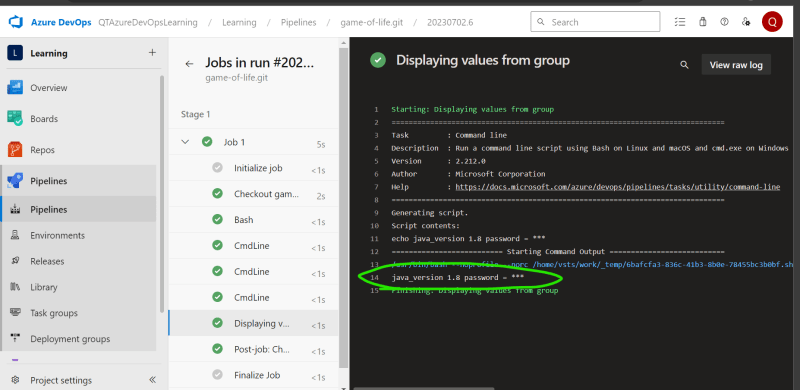 Azure DevOps QTAzureDevOpsLearning / Learning / Pipelines / game-of-life.git / 20230702.6 Search Q
L Learning +
Overview
Boards
Repos
Pipelines
Pipelines
Environments
Releases
Library
Task groups
Deployment groups
Project settings
Jobs in run #202...
game-of-life.git
Stage 1
Job 1 5s
Initialize job <1s
Checkout gam... 2s
Bash <1s
CmdLine <1s
CmdLine <1s
CmdLine <1s
Displaying v... <1s
Post-job: Ch... <1s
Finalize Job <1s
Displaying values from group
View raw log
1 Starting: Displaying values from group
2 ==============================================================================
3 Task : Command line
4 Description : Run a command line script using Bash on Linux and macOS and cmd.exe on Windows
5 Version : 2.212.0
6 Author : Microsoft Corporation
7 Help : https://docs.microsoft.com/azure/devops/pipelines/tasks/utility/command-line
8 ==============================================================================
9 Generating script.
10 Script contents:
11 echo java_version 1.8 password = ***
12 ========================== Starting Command Output ===========================
13 /usr/bin/bash --noprofile --norc /home/vsts/work/_temp/6bafcfa3-836c-41b3-8b0e-78455bc3b0bf.sh
14 java_version 1.8 password = ***
15 Finishing: Displaying values from group